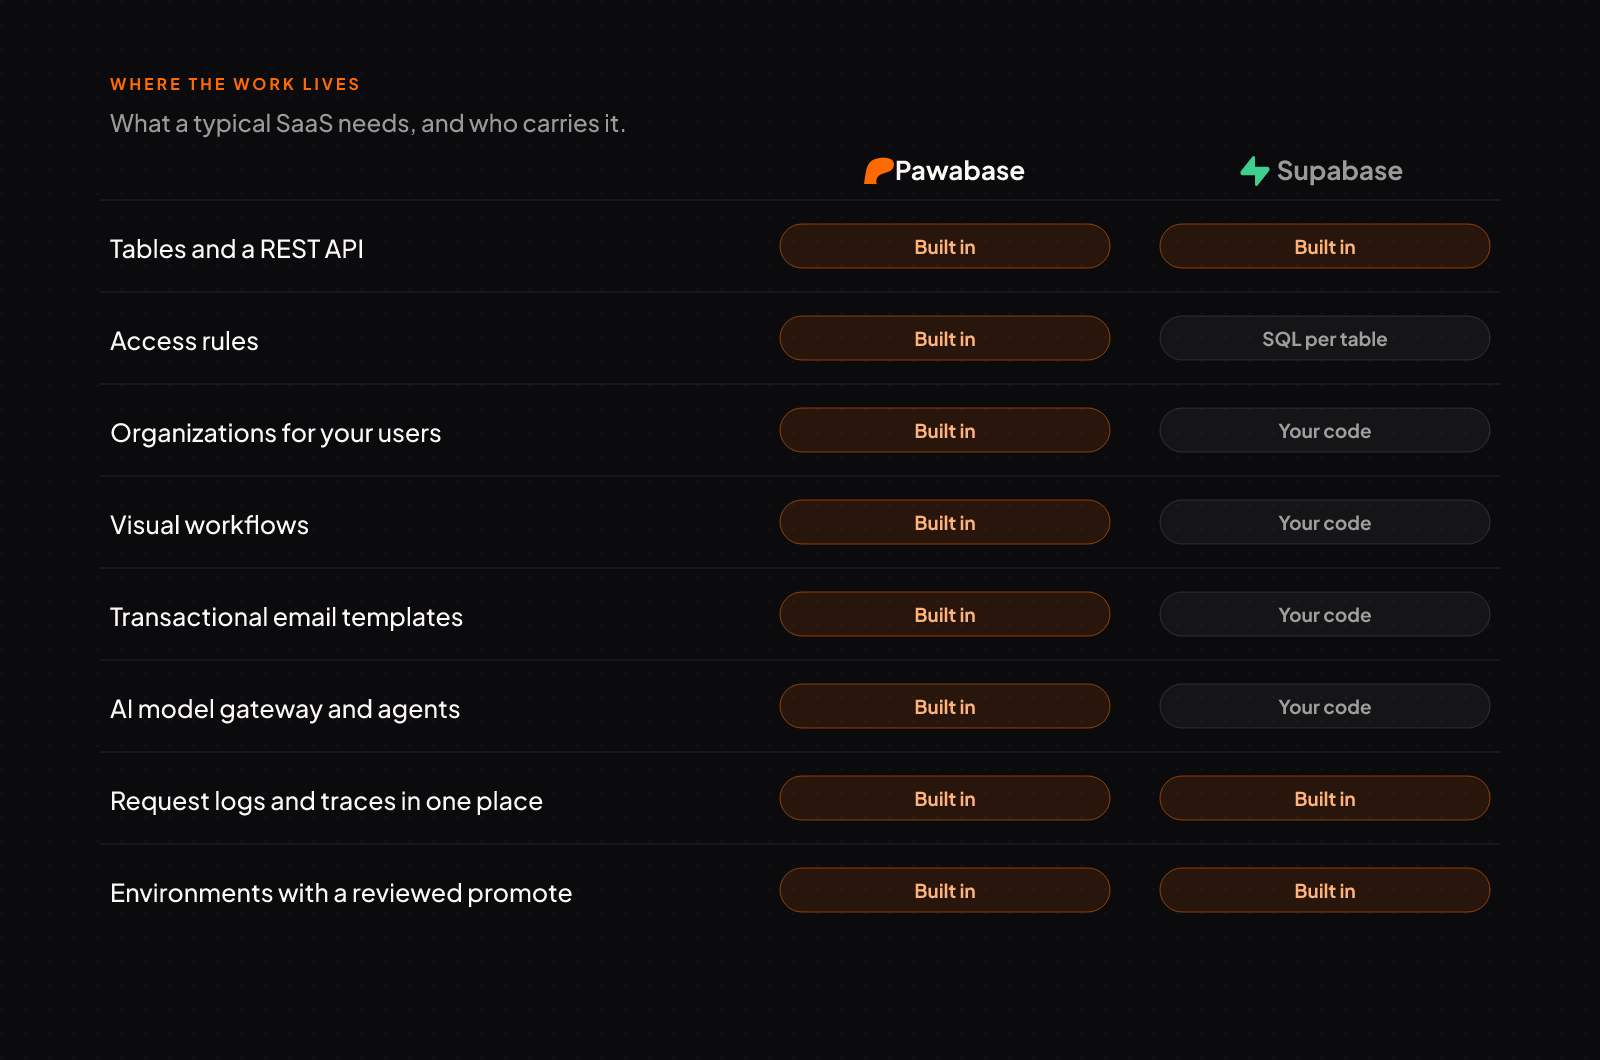 WHERE THE WORK LIVES
What a typical SaaS needs, and who carries it.
Pawabase Supabase
Tables and a REST API Built in Built in
Access rules Built in SQL per table
Organizations for your users Built in Your code
Visual workflows Built in Your code
Transactional email templates Built in Your code
AI model gateway and agents Built in Your code
Request logs and traces in one place Built in Built in
Environments with a reviewed promote Built in Built in